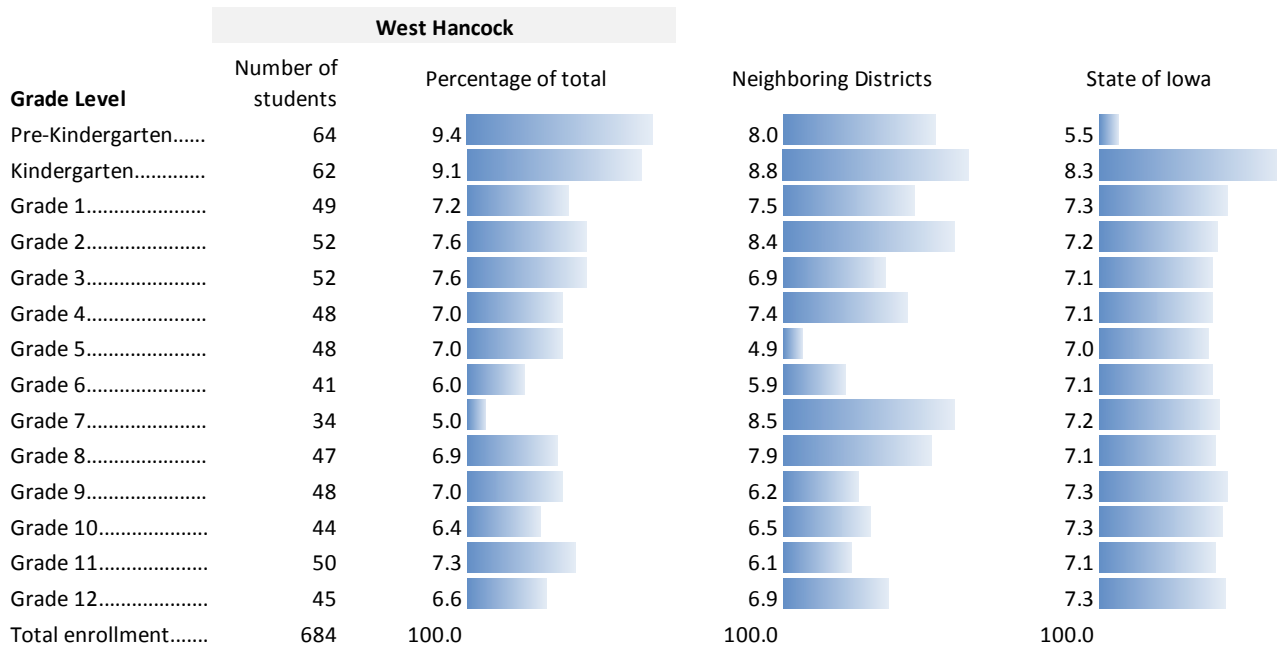 West Hancock
Grade Level Number of students Percentage of total Neighboring Districts State of Iowa
Pre-Kindergarten...... 64 9.4 8.0 5.5
Kindergarten............. 62 9.1 8.8 8.3
Grade 1...................... 49 7.2 7.5 7.3
Grade 2...................... 52 7.6 8.4 7.2
Grade 3...................... 52 7.6 6.9 7.1
Grade 4...................... 48 7.0 7.4 7.1
Grade 5...................... 48 7.0 4.9 7.0
Grade 6...................... 41 6.0 5.9 7.1
Grade 7...................... 34 5.0 8.5 7.2
Grade 8...................... 47 6.9 7.9 7.1
Grade 9...................... 48 7.0 6.2 7.3
Grade 10.................... 44 6.4 6.5 7.3
Grade 11.................... 50 7.3 6.1 7.1
Grade 12.................... 45 6.6 6.9 7.3
Total enrollment....... 684 100.0 100.0 100.0